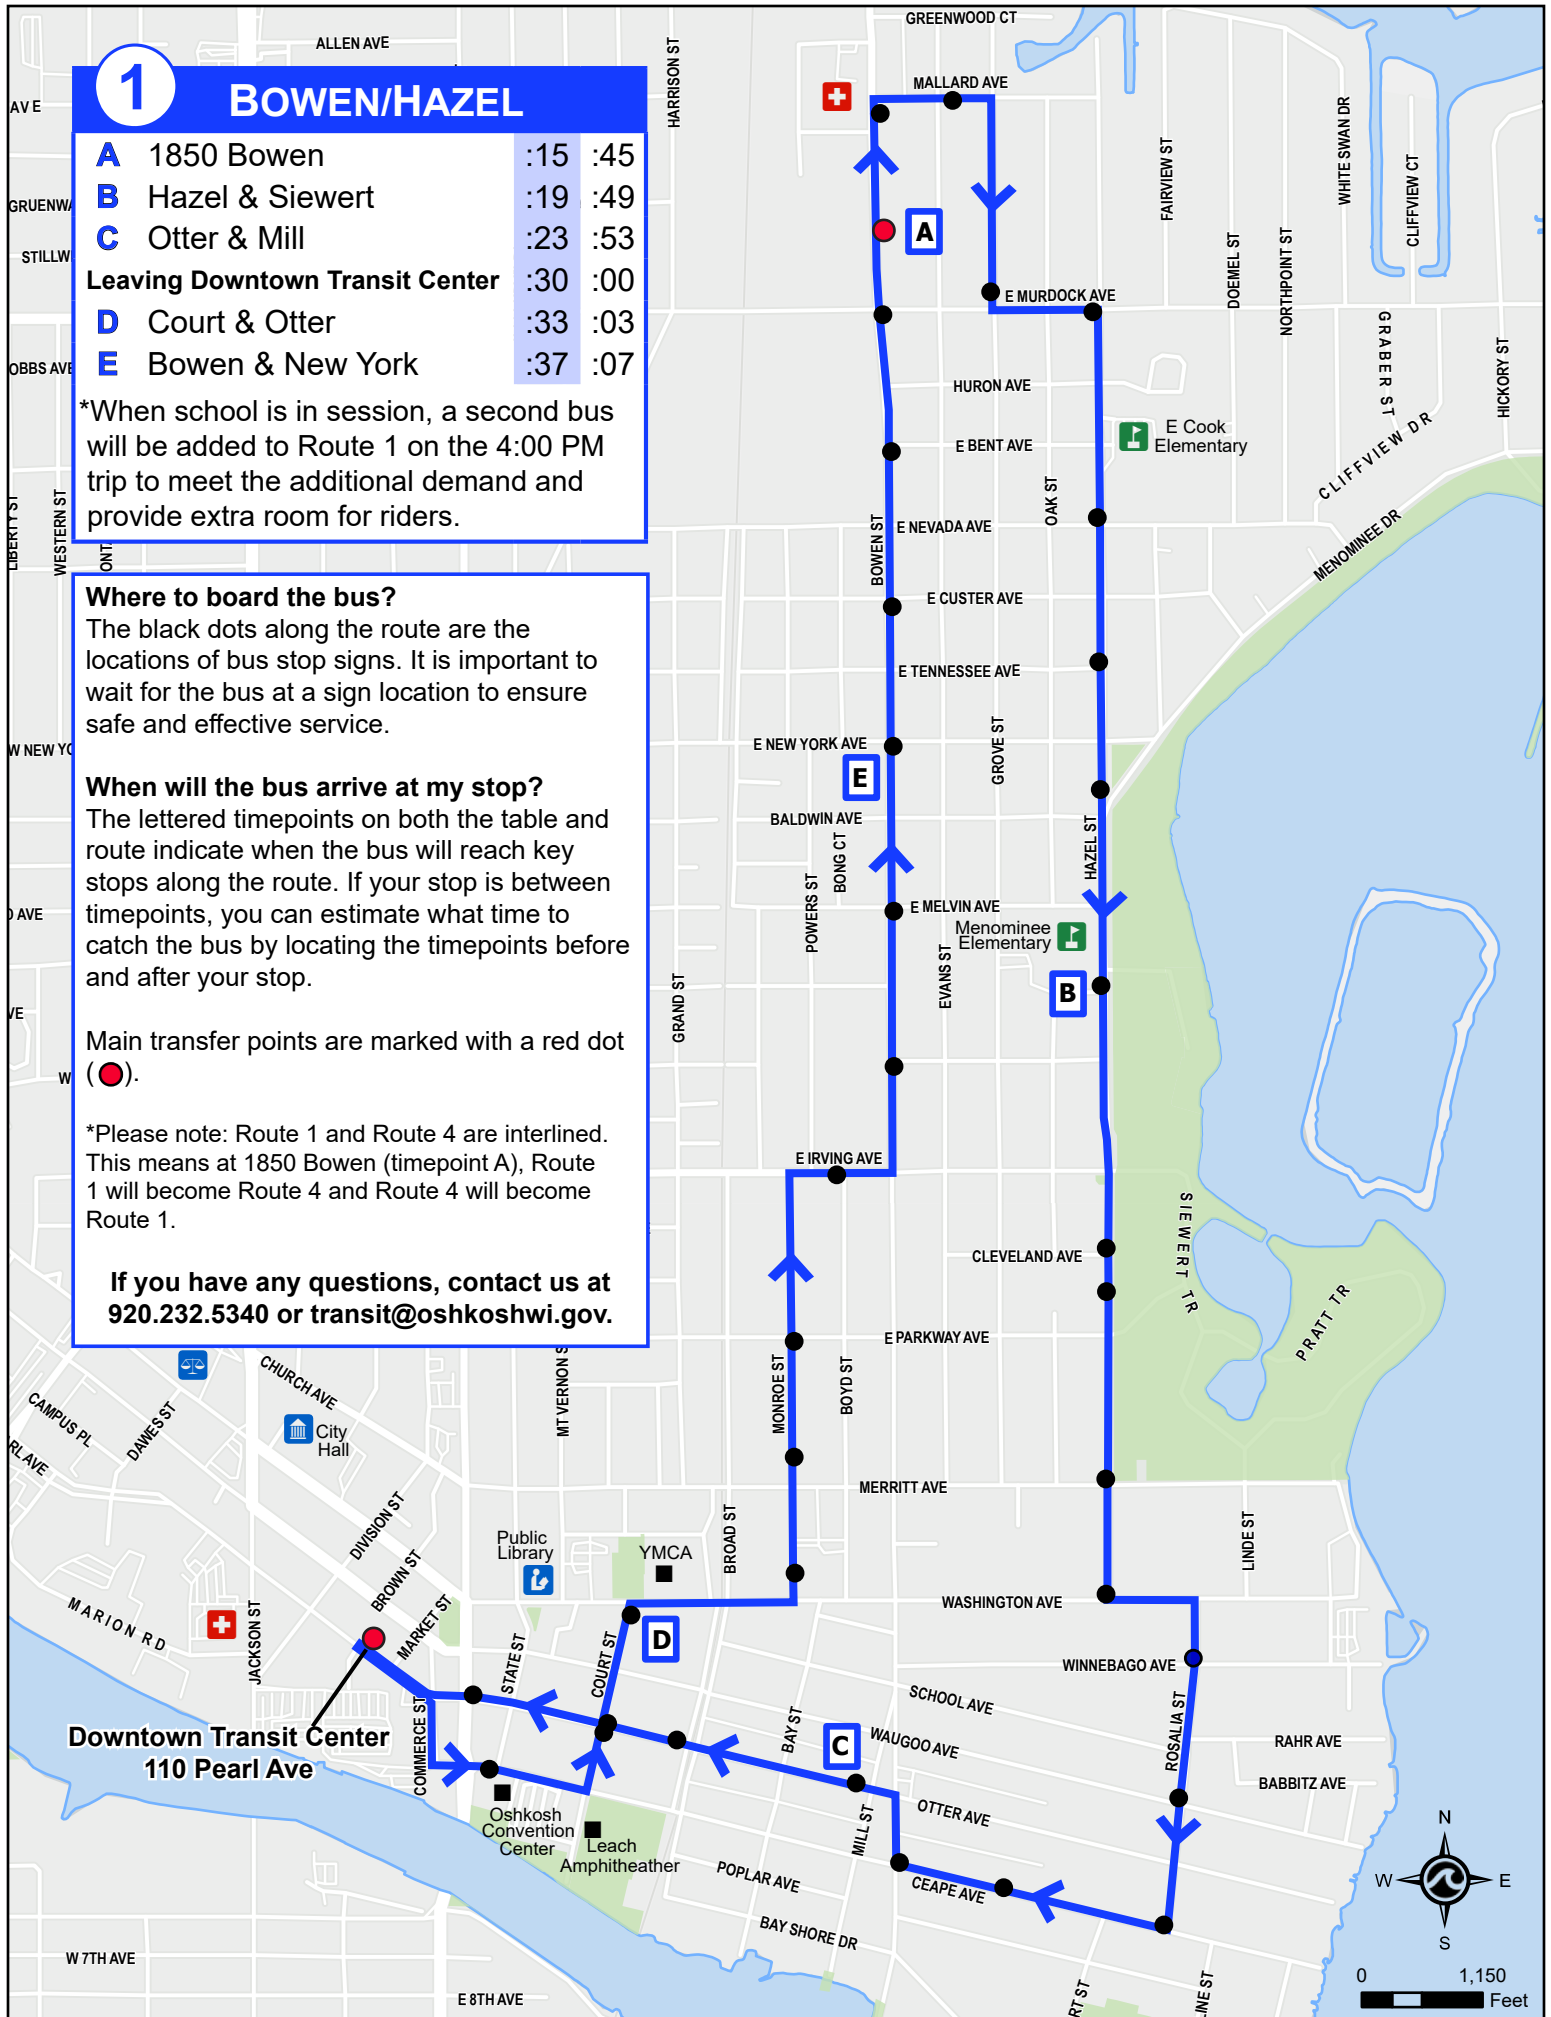 1
BOWEN/HAZEL
A 1850 Bowen :15 :45
B Hazel & Siewert :19 :49
C Otter & Mill :23 :53
Leaving Downtown Transit Center :30 :00
D Court & Otter :33 :03
E Bowen & New York :37 :07
*When school is in session, a second bus
will be added to Route 1 on the 4:00 PM
trip to meet the additional demand and
provide extra room for riders.
Where to board the bus?
The black dots along the route are the
locations of bus stop signs. It is important to
wait for the bus at a sign location to ensure
safe and effective service.
When will the bus arrive at my stop?
The lettered timepoints on both the table and
route indicate when the bus will reach key
stops along the route. If your stop is between
timepoints, you can estimate what time to
catch the bus by locating the timepoints before
and after your stop.
Main transfer points are marked with a red dot
( ).
*Please note: Route 1 and Route 4 are interlined.
This means at 1850 Bowen (timepoint A), Route
1 will become Route 4 and Route 4 will become
Route 1.
If you have any questions, contact us at
920.232.5340 or transit@oshkoshwi.gov.
GREENWOOD CT
ALLEN AVE
HARRISON ST
MALLARD AVE
AVE
FAIRVIEW ST
WHITE SWAN DR
CLIFFVIEW CT
A
DOEMEL ST
NORTHPOINT ST
E MURDOCK AVE
GRABER ST
HICKORY ST
HURON AVE
E Cook
Elementary
E BENT AVE
CLIFFVIEW DR
OAK ST
LIBERTY ST
WESTERN ST
BOWEN ST
E NEVADA AVE
MENOMINEE DR
E CUSTER AVE
E TENNESSEE AVE
E NEW YORK AVE
GROVE ST
E
BALDWIN AVE
BONG CT
HAZEL ST
POWERS ST
E MELVIN AVE
Menominee
Elementary
EVANS ST
B
GRAND ST
E IRVING AVE
SIEWERT TR
CLEVELAND AVE
PRATT TR
E PARKWAY AVE
MONROE ST
BOYD ST
CHURCH AVE
CAMPUS PL
DAWES ST
City
Hall
MERRITT AVE
DIVISION ST
BROAD ST
LINDE ST
Public
Library
YMCA
BROWN ST
MARKET ST
MARION RD
JACKSON ST
WASHINGTON AVE
D
STATE ST
COURT ST
WINNEBAGO AVE
SCHOOL AVE
ROSALIA ST
BAY ST
C
WAUGOO AVE
RAHR AVE
BABBITZ AVE
Downtown Transit Center
110 Pearl Ave
COMMERCE ST
Oshkosh
Convention
Center
Leach
Amphitheather
MILL ST
OTTER AVE
POPLAR AVE
CEAPE AVE
BAY SHORE DR
W 7TH AVE
E 8TH AVE
N
W E
S
0 1,150
Feet